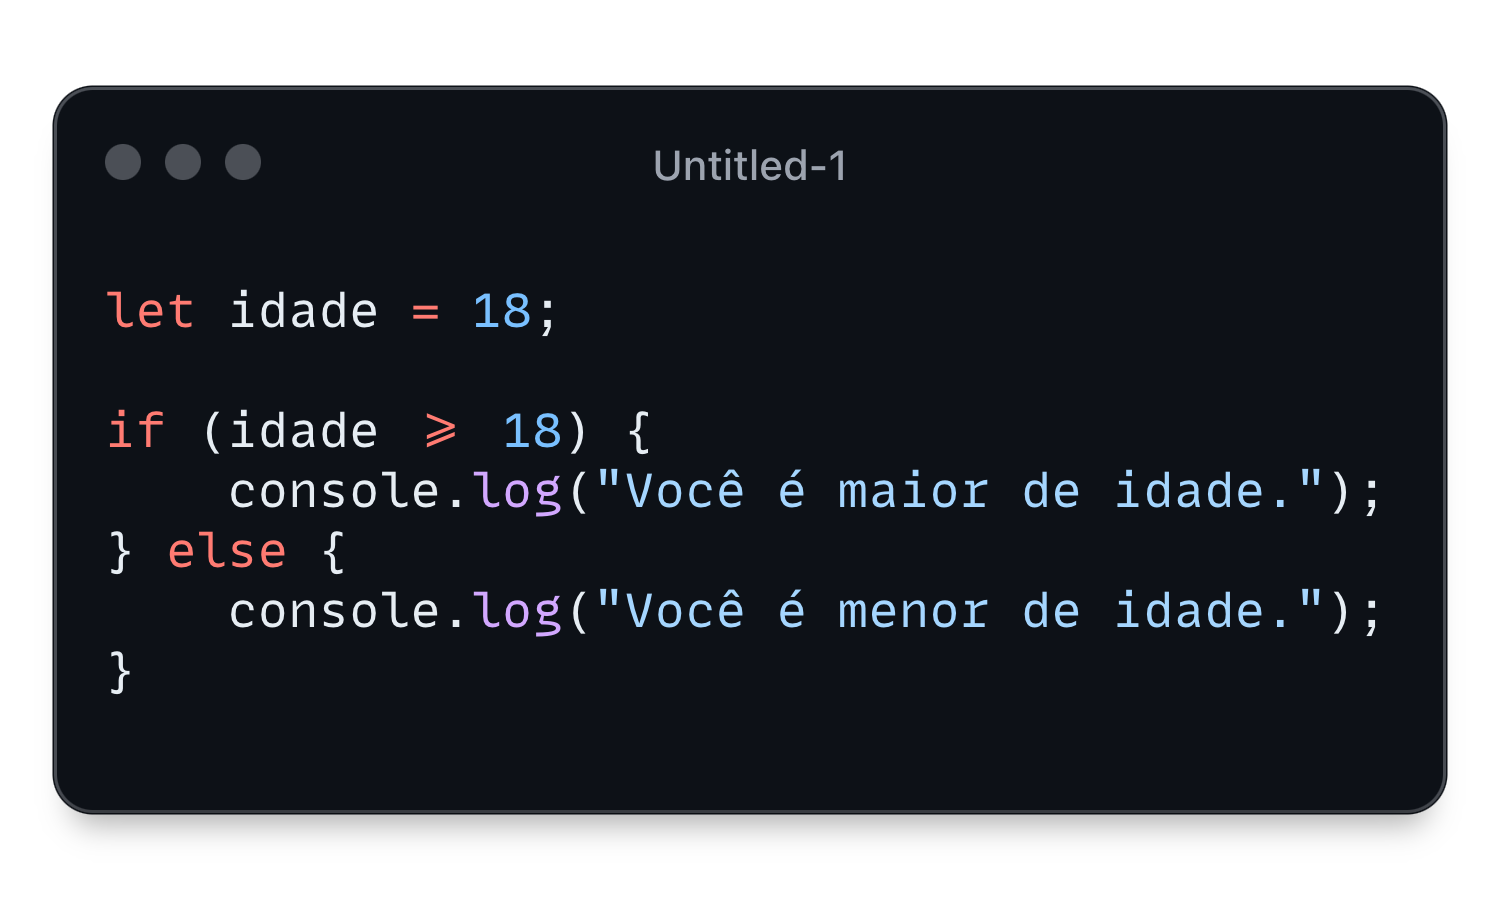 Untitled-1
let idade = 18;
if (idade >= 18) {
    console.log("Você é maior de idade.");
} else {
    console.log("Você é menor de idade.");
}